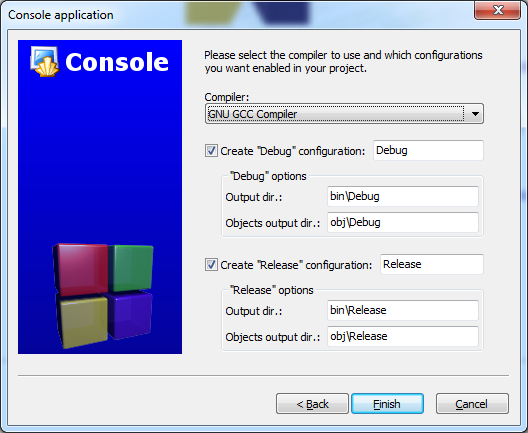 Console application
Console
Please select the compiler to use and which configurations
you want enabled in your project.
Compiler:
GNU GCC Compiler
Create "Debug" configuration: Debug
"Debug" options
Output dir.: bin\Debug
Objects output dir.: obj\Debug
Create "Release" configuration: Release
"Release" options
Output dir.: bin\Release
Objects output dir.: obj\Release
< Back Finish Cancel